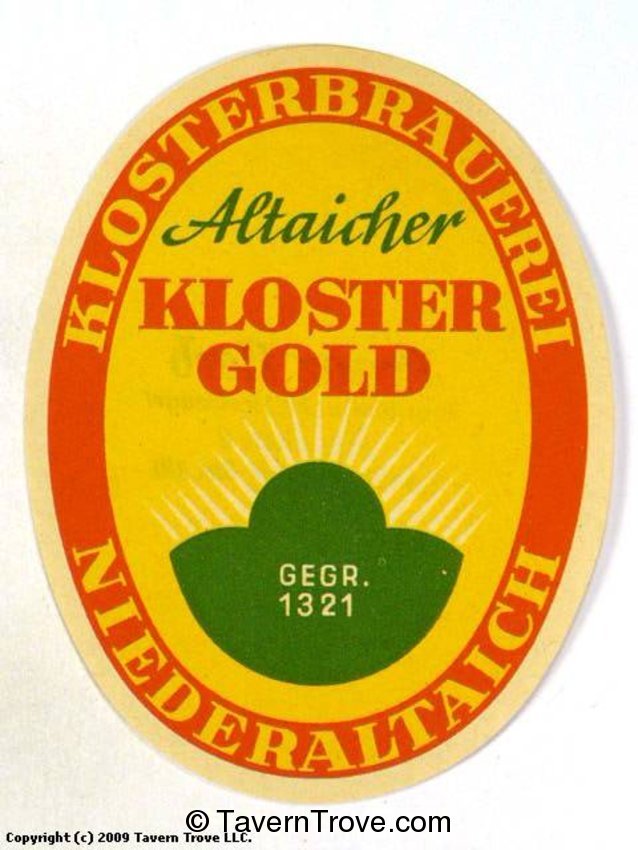 KLOSTERBRAUEREI
Altaicher
KLOSTER
GOLD
GEGR.
1321
NIEDERALTAICH
© TavernTrove.com
Copyright (c) 2009 Tavern Trove LLC.